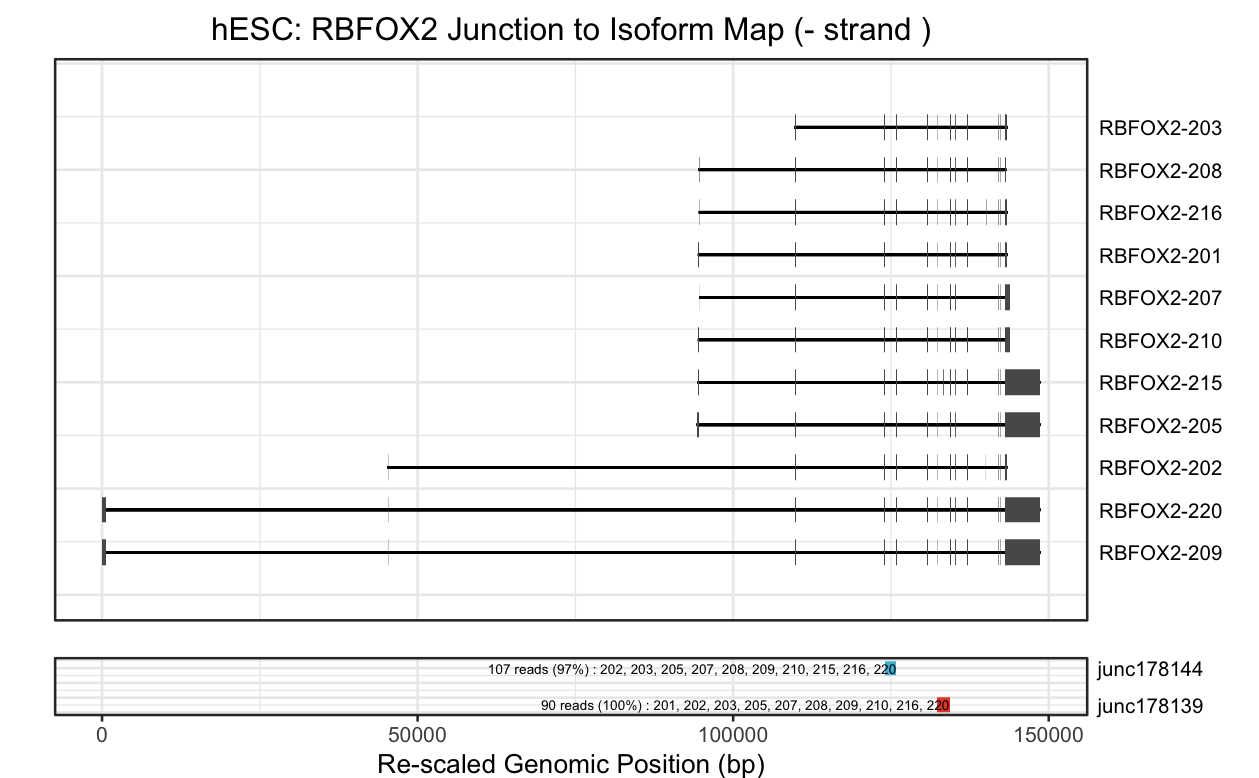 hESC: RBFOX2 Junction to Isoform Map (- strand )
RBFOX2-203
RBFOX2-208
RBFOX2-216
RBFOX2-201
RBFOX2-207
RBFOX2-210
RBFOX2-215
RBFOX2-205
RBFOX2-202
RBFOX2-220
RBFOX2-209
107 reads (97%) : 202, 203, 205, 207, 208, 209, 210, 215, 216, 220
junc178144
90 reads (100%) : 201, 202, 203, 205, 207, 208, 209, 210, 216, 220
junc178139
0 50000 100000 150000
Re-scaled Genomic Position (bp)